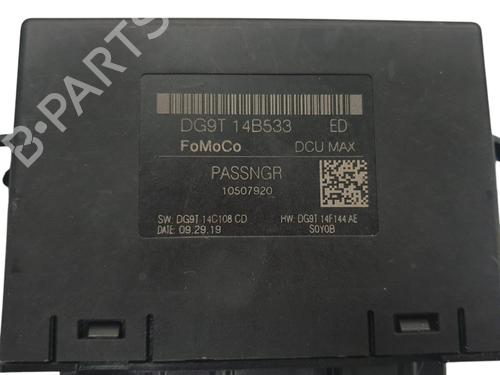 DG9T 14B533 ED
FoMoCo DCU MAX
PASSNGR
10507920
SW: DG9T 14C108 CD HW: DG9T 14F144 AE
DATE: 09.29.19 S0Y0B
B-PARTS